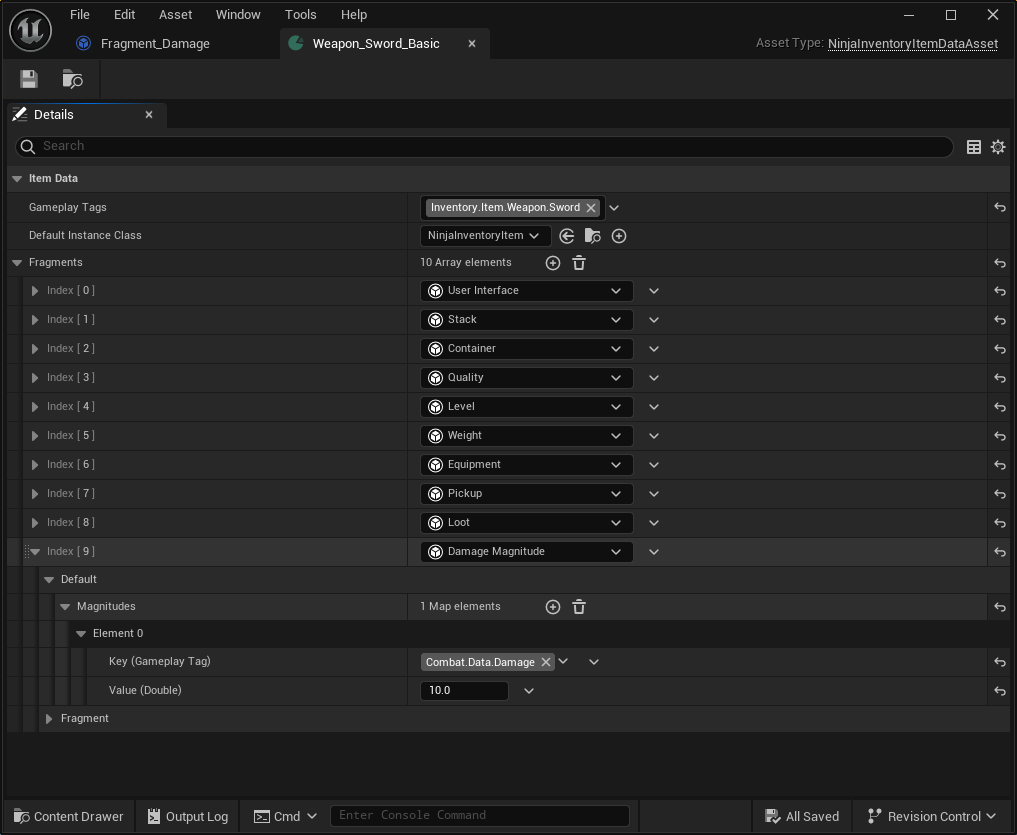 File Edit Asset Window Tools Help
Fragment_Damage Weapon_Sword_Basic Asset Type: NinjaInventoryItemDataAsset
Details
Search
Item Data
Gameplay Tags Inventory.Item.Weapon.Sword
Default Instance Class NinjaInventoryItem
Fragments 10 Array elements
Index [ 0 ] User Interface
Index [ 1 ] Stack
Index [ 2 ] Container
Index [ 3 ] Quality
Index [ 4 ] Level
Index [ 5 ] Weight
Index [ 6 ] Equipment
Index [ 7 ] Pickup
Index [ 8 ] Loot
Index [ 9 ] Damage Magnitude
Default
Magnitudes 1 Map elements
Element 0
Key (Gameplay Tag) Combat.Data.Damage
Value (Double) 10.0
Fragment
Content Drawer Output Log Cmd Enter Console Command All Saved Revision Control